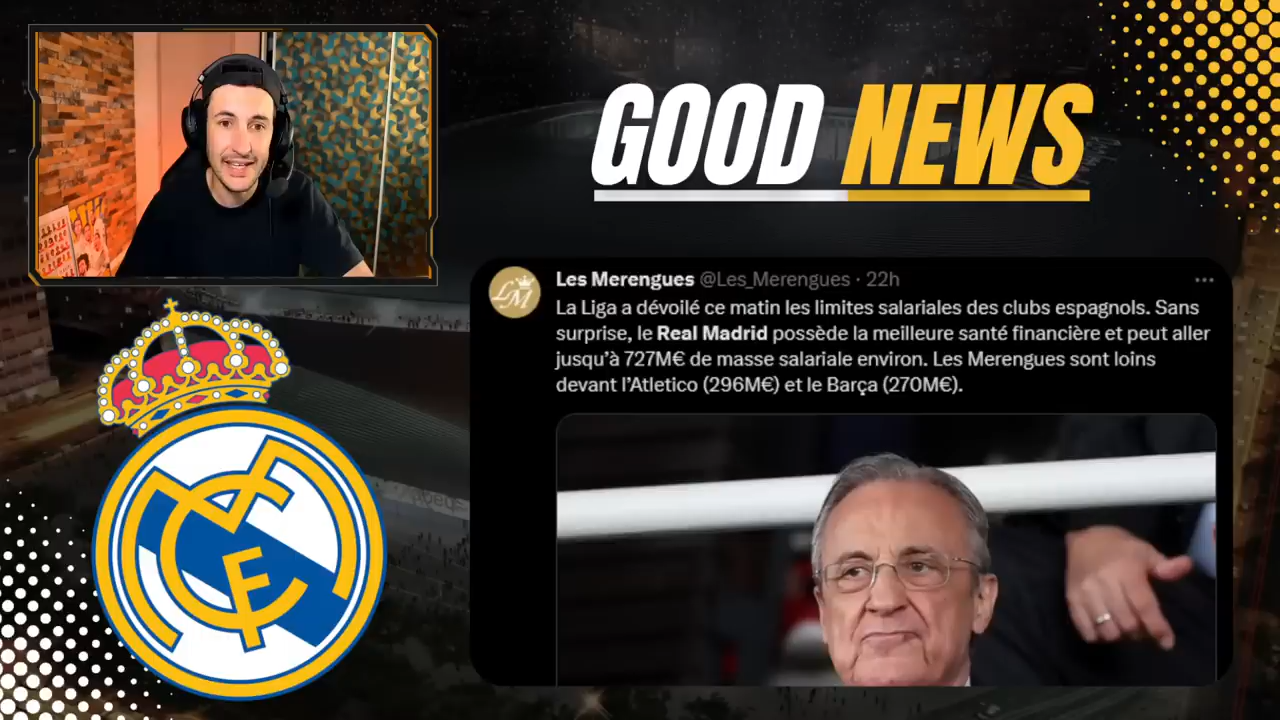 GOOD NEWS
Les Merengues @Les_Merengues · 22h
La Liga a dévoilé ce matin les limites salariales des clubs espagnols. Sans
surprise, le Real Madrid possède la meilleure santé financière et peut aller
jusqu'à 727M€ de masse salariale environ. Les Merengues sont loins
devant l'Atletico (296M€) et le Barça (270M€).
LM